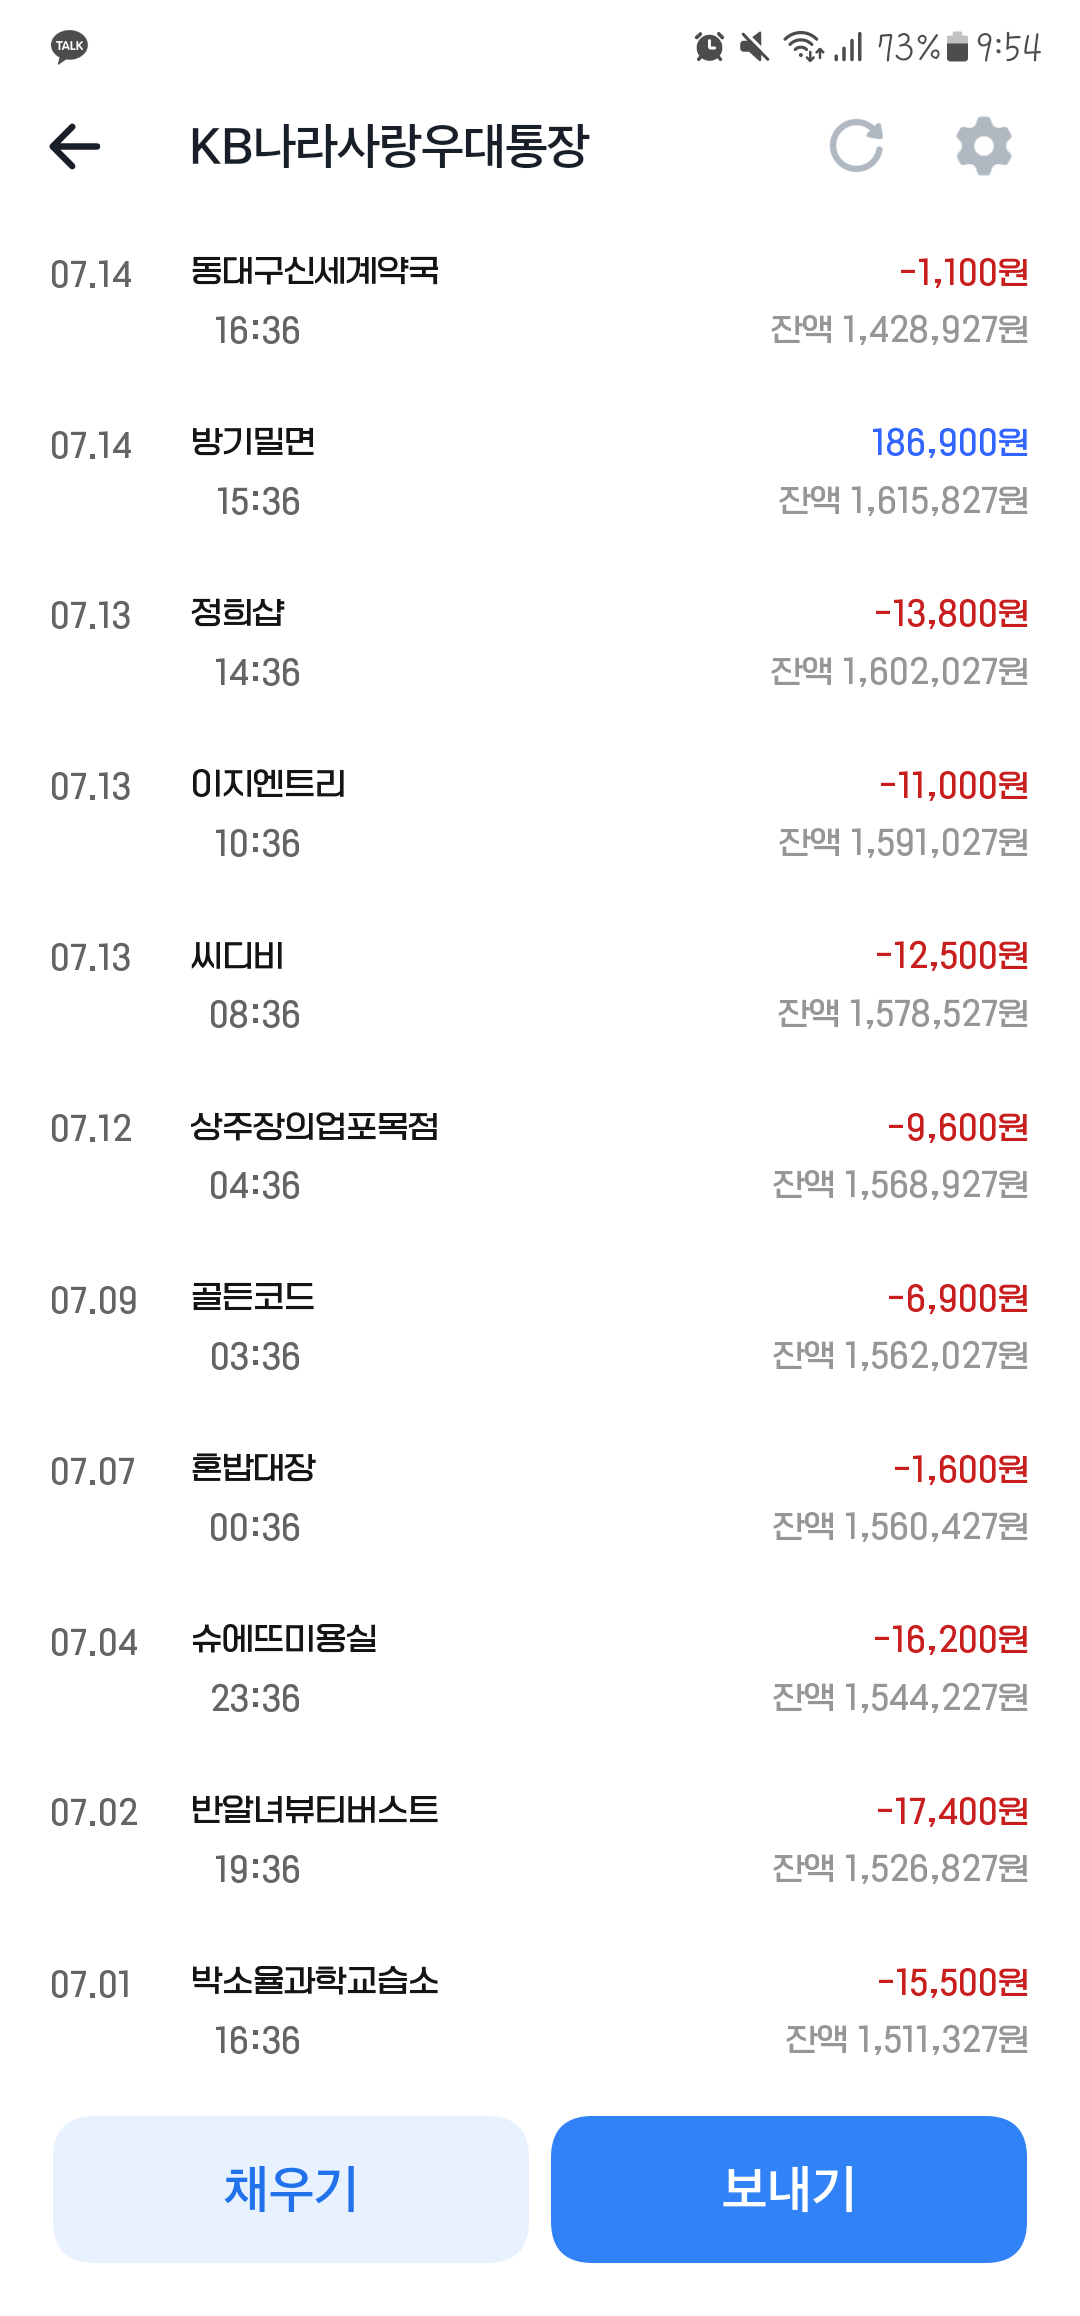 TALK 73% 9:54
KB나라사랑우대통장
07.14 동대구신세계약국 -1,100원
16:36 잔액 1,428,927원
07.14 방기밀면 186,900원
15:36 잔액 1,615,827원
07.13 정희샵 -13,800원
14:36 잔액 1,602,027원
07.13 이지엔트리 -11,000원
10:36 잔액 1,591,027원
07.13 씨디비 -12,500원
08:36 잔액 1,578,527원
07.12 상주장의업포목점 -9,600원
04:36 잔액 1,568,927원
07.09 골든코드 -6,900원
03:36 잔액 1,562,027원
07.07 혼밥대장 -1,600원
00:36 잔액 1,560,427원
07.04 슈에뜨미용실 -16,200원
23:36 잔액 1,544,227원
07.02 반알녀뷰티버스트 -17,400원
19:36 잔액 1,526,827원
07.01 박소율과학교습소 -15,500원
16:36 잔액 1,511,327원
채우기 보내기